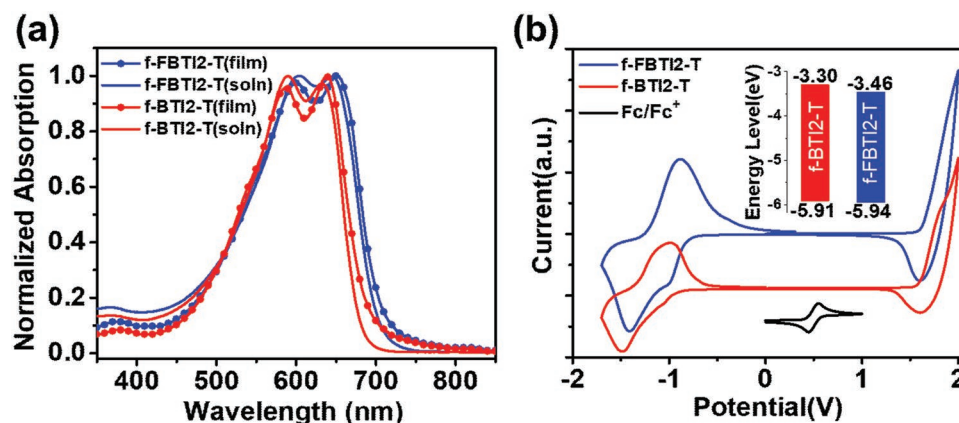 (a)
f-FBTI2-T(film)
f-FBTI2-T(soln)
f-BTI2-T(film)
f-BTI2-T(soln)
Normalized Absorption
1.0
0.8
0.6
0.4
0.2
0.0
400 500 600 700 800
Wavelength (nm)
(b)
f-FBTI2-T
f-BTI2-T
Fc/Fc+
Current(a.u.)
Energy Level(eV)
-3
-4
-5
-6
-3.30 -3.46
f-BTI2-T
f-FBTI2-T
-5.91 -5.94
-2 -1 0 1 2
Potential(V)